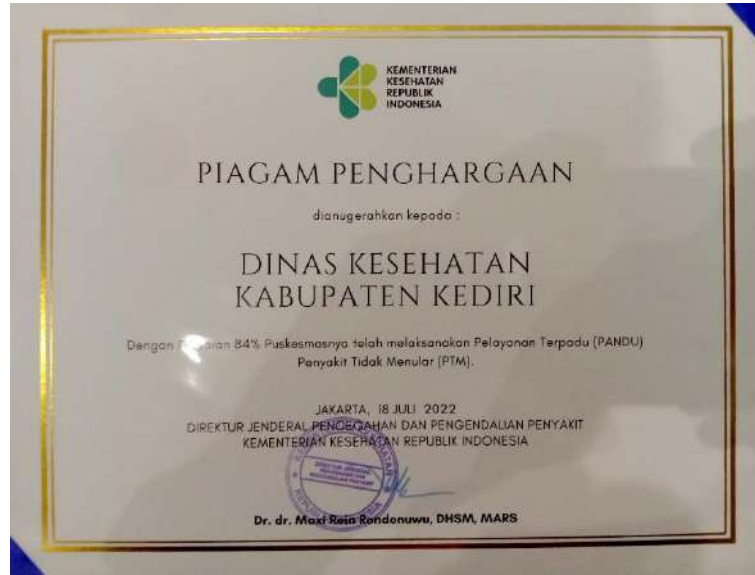 KEMENTERIAN
KESEHATAN
REPUBLIK
INDONESIA
PIAGAM PENGHARGAAN
dianugerahkan kepada :
DINAS KESEHATAN
KABUPATEN KEDIRI
Dengan 84% Puskesmasnya telah melaksanakan Pelayanan Terpadu (PANDU)
Penyakit Tidak Menular (PTM).
JAKARTA, 18 JULI 2022
DIREKTUR JENDERAL PENCEGAHAN DAN PENGENDALIAN PENYAKIT
KEMENTERIAN KESEHATAN REPUBLIK INDONESIA
Dr. dr. Maxi Rein Rondonuwu, DHSM, MARS